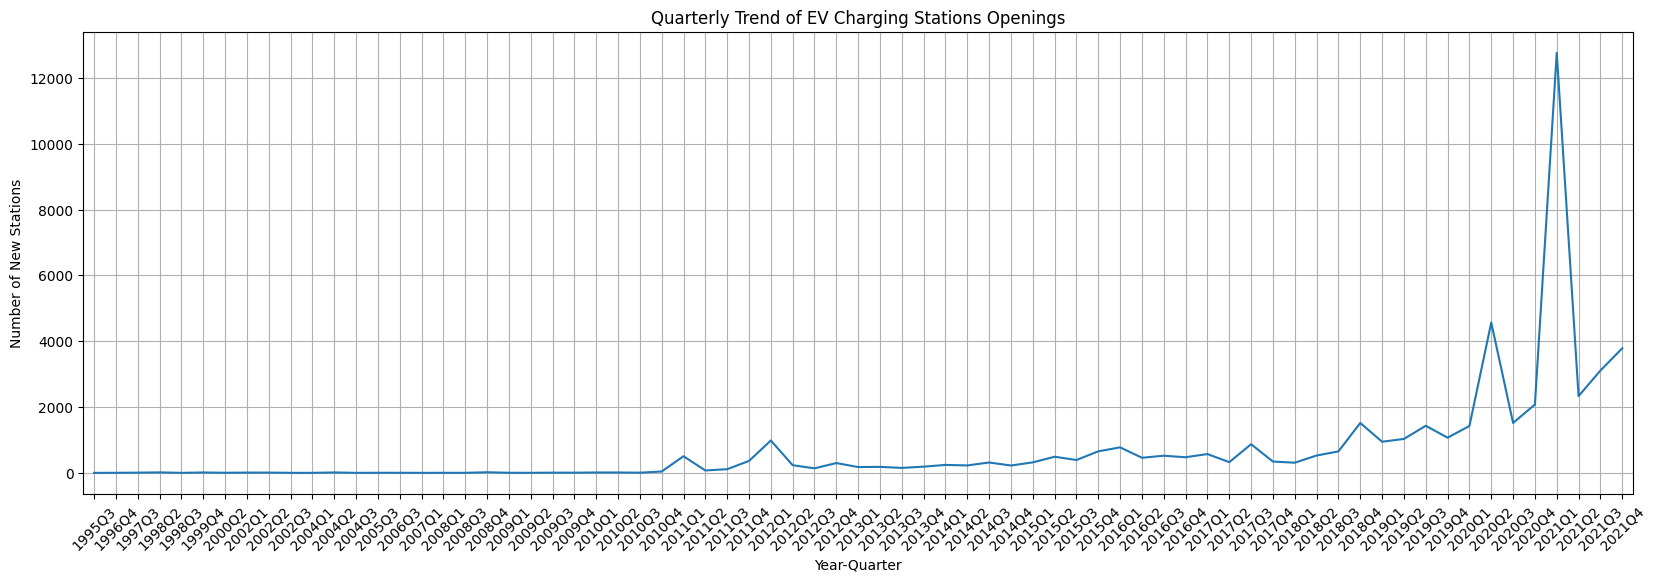 Quarterly Trend of EV Charging Stations Openings
Number of New Stations
12000
10000
8000
6000
4000
2000
0
1995Q3
1996Q4
1997Q3
1998Q2
1998Q3
1999Q4
2000Q2
2002Q1
2002Q2
2002Q3
2004Q1
2004Q2
2004Q3
2005Q3
2006Q3
2007Q1
2008Q1
2008Q3
2008Q4
2009Q1
2009Q2
2009Q3
2009Q4
2010Q1
2010Q2
2010Q3
2010Q4
2011Q1
2011Q2
2011Q3
2011Q4
2012Q1
2012Q2
2012Q3
2012Q4
2013Q1
2013Q2
2013Q3
2013Q4
2014Q1
2014Q2
2014Q3
2014Q4
2015Q1
2015Q2
2015Q3
2015Q4
2016Q1
2016Q2
2016Q3
2016Q4
2017Q1
2017Q2
2017Q3
2017Q4
2018Q1
2018Q2
2018Q3
2018Q4
2019Q1
2019Q2
2019Q3
2019Q4
2020Q1
2020Q2
2020Q3
2020Q4
2021Q1
2021Q2
2021Q3
2021Q4
Year-Quarter